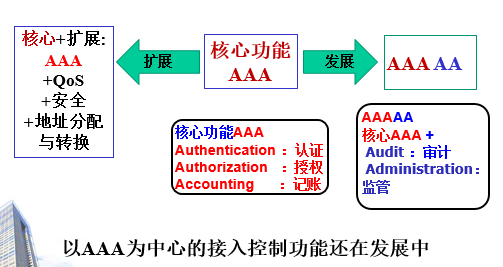 核心+扩展:
AAA
+QoS
+安全
+地址分配
与转换
扩展
核心功能
AAA
发展
AAA AA
核心功能AAA
Authentication ：认证
Authorization ：授权
Accounting ：记账
AAAAA
核心AAA +
Audit ：审计
Administration：
监管
以AAA为中心的接入控制功能还在发展中